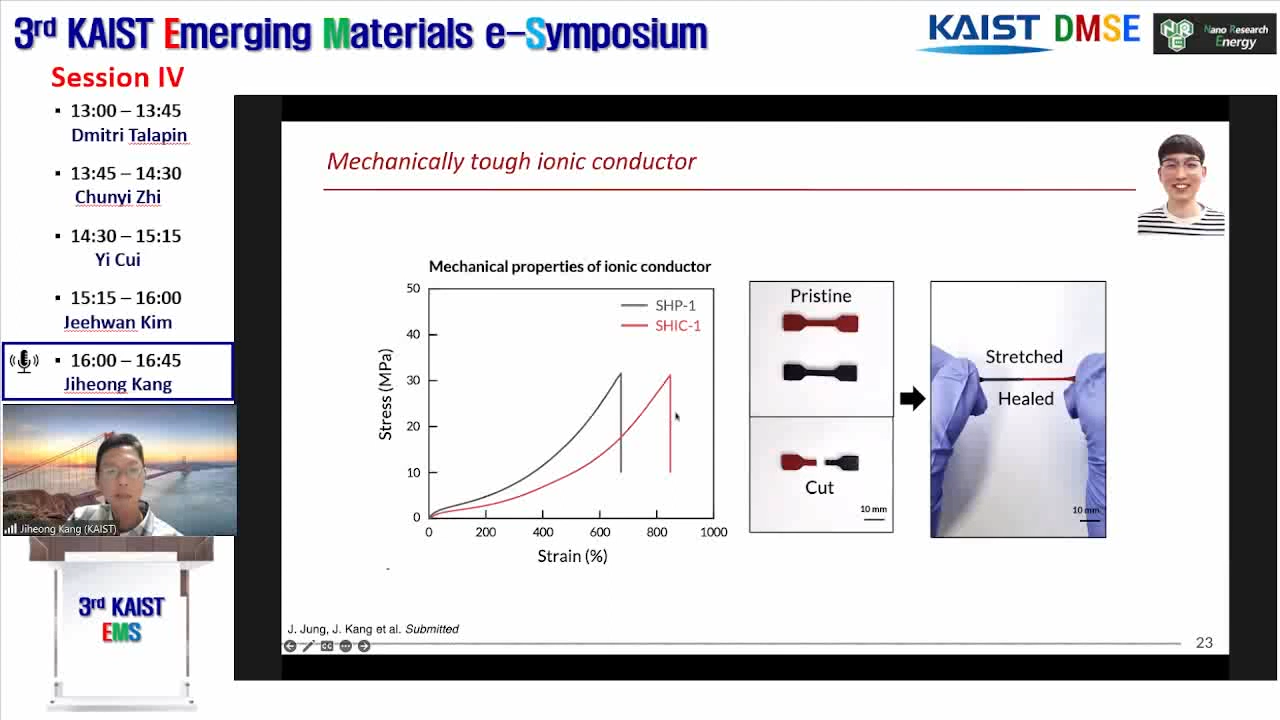 3rd KAIST Emerging Materials e-Symposium
KAIST DMSE
NRE Nano Research
Energy
Session IV
▪ 13:00 – 13:45
Dmitri Talapin
▪ 13:45 – 14:30
Chunyi Zhi
▪ 14:30 – 15:15
Yi Cui
▪ 15:15 – 16:00
Jeehwan Kim
▪ 16:00 – 16:45
Jiheong Kang
Jiheong Kang (KAIST)
3rd KAIST
EMS
Mechanically tough ionic conductor
Mechanical properties of ionic conductor
SHP-1
SHIC-1
Stress (MPa)
50
40
30
20
10
0
0 200 400 600 800 1000
Strain (%)
Pristine
Cut
10 mm
Stretched
Healed
10 mm
J. Jung, J. Kang et al. Submitted
23